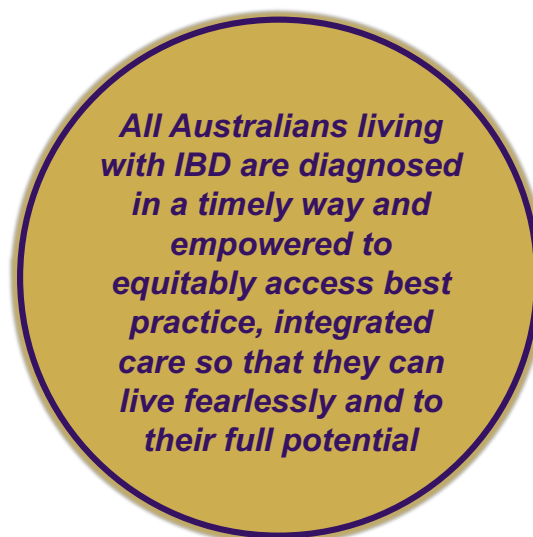 All Australians living
with IBD are diagnosed
in a timely way and
empowered to
equitably access best
practice, integrated
care so that they can
live fearlessly and to
their full potential